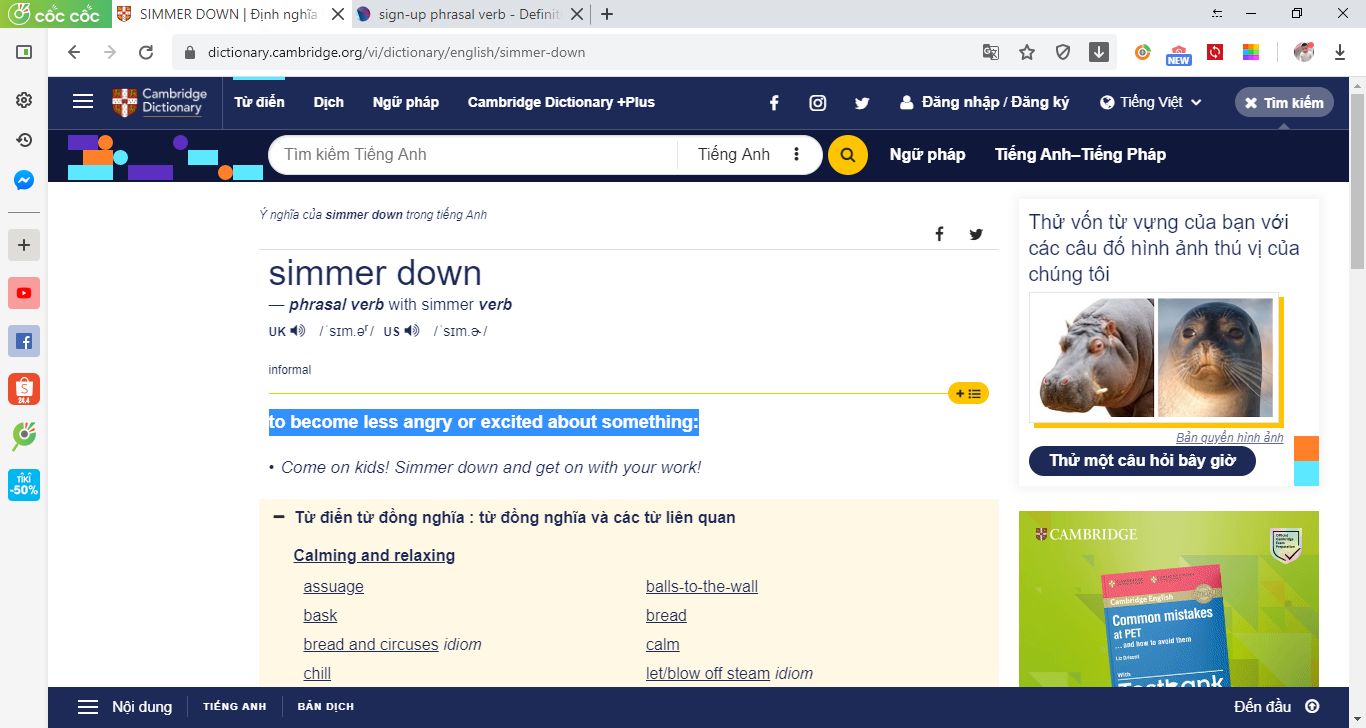 cốc cốc
SIMMER DOWN | Định nghĩa
sign-up phrasal verb - Definit
dictionary.cambridge.org/vi/dictionary/english/simmer-down
NEW
Cambridge
Dictionary
Từ điển
Dịch
Ngữ pháp
Cambridge Dictionary +Plus
Đăng nhập / Đăng ký
Tiếng Việt
Tìm kiếm
Tìm kiếm Tiếng Anh
Tiếng Anh
Ngữ pháp
Tiếng Anh–Tiếng Pháp
Ý nghĩa của simmer down trong tiếng Anh
simmer down
— phrasal verb with simmer verb
UK /ˈsɪm.əʳ/ US /ˈsɪm.ɚ/
informal
to become less angry or excited about something:
• Come on kids! Simmer down and get on with your work!
– Từ điển từ đồng nghĩa : từ đồng nghĩa và các từ liên quan
Calming and relaxing
assuage
balls-to-the-wall
bask
bread
bread and circuses idiom
calm
chill
let/blow off steam idiom
Thử vốn từ vựng của bạn với
các câu đố hình ảnh thú vị của
chúng tôi
Bản quyền hình ảnh
Thử một câu hỏi bây giờ
CAMBRIDGE
Cambridge English
Common mistakes
at PET
... and how to avoid them
Liz Driscoll
With
Testbank
S
24.4
TIKI
-50%
Nội dung
TIẾNG ANH
BẢN DỊCH
Đến đầu